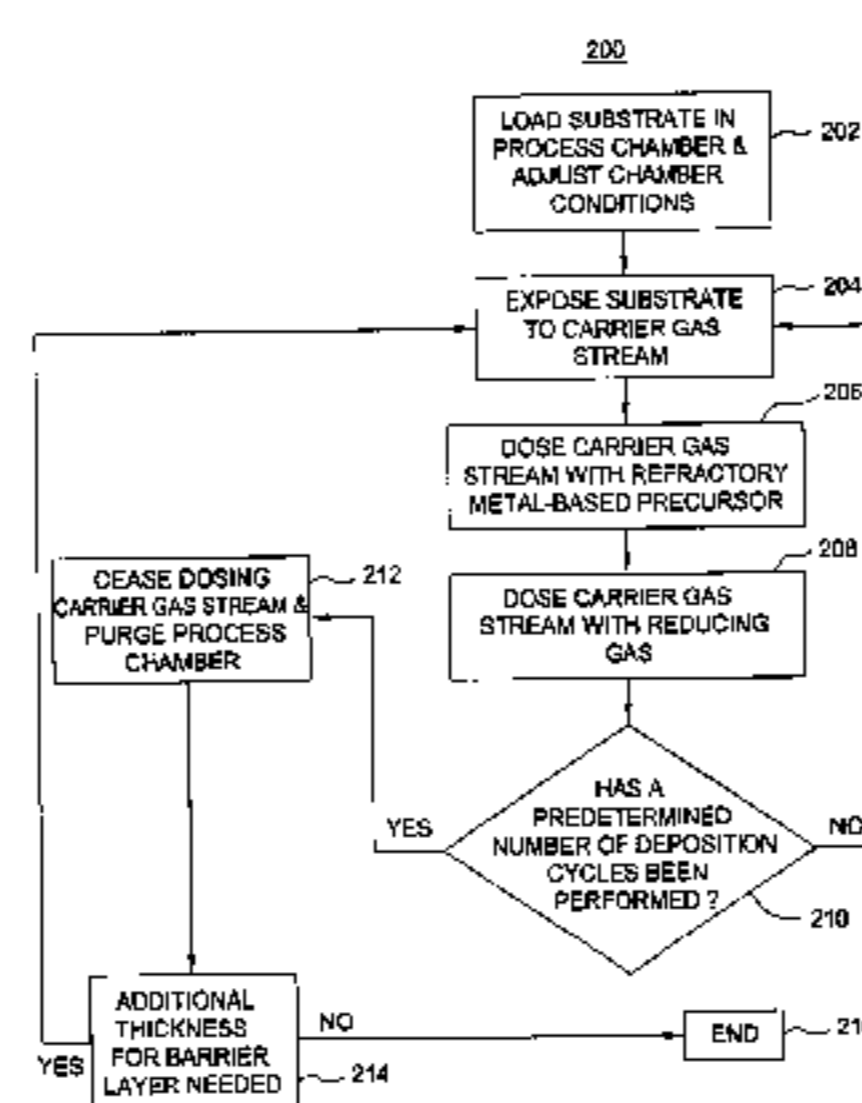 200
LOAD SUBSTRATE IN
PROCESS CHAMBER &
ADJUST CHAMBER
CONDITIONS
202
EXPOSE SUBSTRATE
TO CARRIER GAS
STREAM
204
206
DOSE CARRIER GAS
STREAM WITH REFRACTORY
METAL-BASED PRECURSOR
208
DOSE CARRIER GAS
STREAM WITH REDUCING
GAS
CEASE DOSING
CARRIER GAS STREAM &
PURGE PROCESS
CHAMBER
212
HAS A
PREDETERMINED
NUMBER OF DEPOSITION
CYCLES BEEN
PERFORMED ?
YES
NO
210
ADDITIONAL
THICKNESS
FOR BARRIER
LAYER NEEDED
YES
NO
214
END